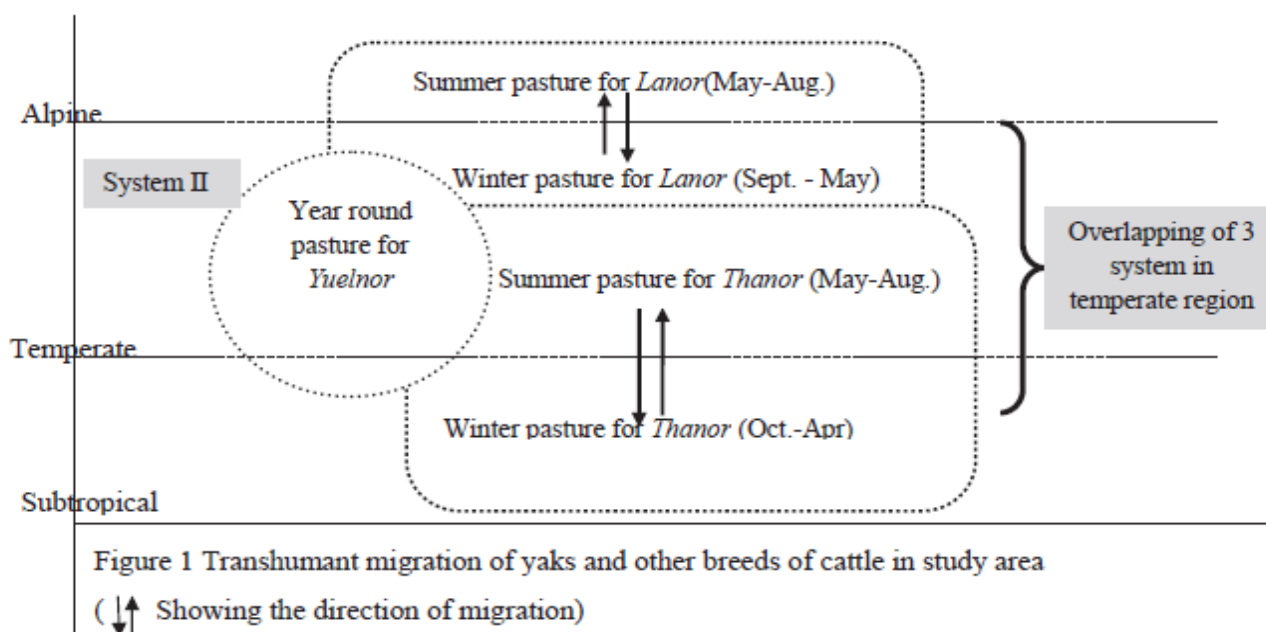 Summer pasture for Lanor(May-Aug.)
Alpine
System II
Winter pasture for Lanor (Sept. - May)
Year round
pasture for
Yuelnor
Overlapping of 3
system in
temperate region
Summer pasture for Thanor (May-Aug.)
Temperate
Winter pasture for Thanor (Oct.-Apr)
Subtropical
Figure 1 Transhumant migration of yaks and other breeds of cattle in study area
( ↓↑ Showing the direction of migration)